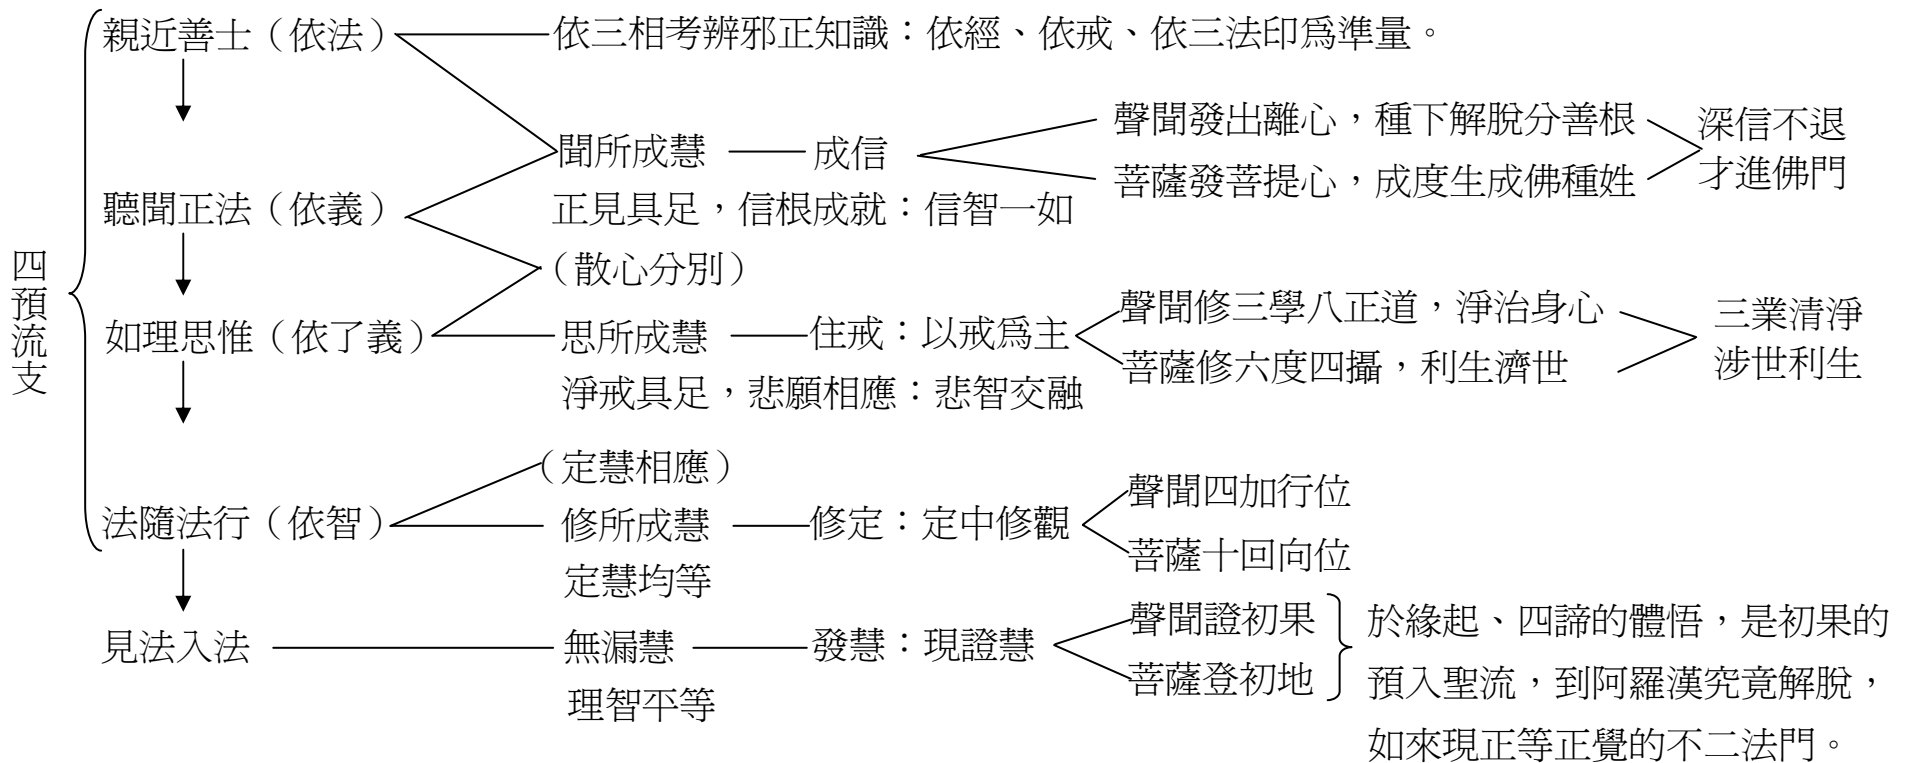 四預流支
親近善士（依法）
依三相考辨邪正知識：依經、依戒、依三法印爲準量。
聞所成慧
成信
聲聞發出離心，種下解脫分善根
菩薩發菩提心，成度生成佛種姓
深信不退
才進佛門
聽聞正法（依義）
正見具足，信根成就：信智一如
（散心分別）
如理思惟（依了義）
思所成慧
住戒：以戒爲主
聲聞修三學八正道，淨治身心
菩薩修六度四攝，利生濟世
三業清淨
涉世利生
淨戒具足，悲願相應：悲智交融
（定慧相應）
法隨法行（依智）
修所成慧
修定：定中修觀
聲聞四加行位
菩薩十回向位
定慧均等
見法入法
無漏慧
發慧：現證慧
聲聞證初果
菩薩登初地
理智平等
於緣起、四諦的體悟，是初果的
預入聖流，到阿羅漢究竟解脫，
如來現正等正覺的不二法門。